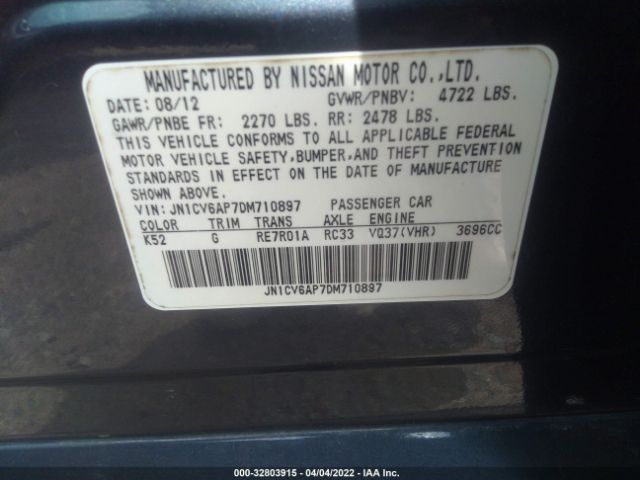 MANUFACTURED BY NISSAN MOTOR CO.,LTD.
DATE: 08/12 GVWR/PNBV: 4722 LBS.
GAWR/PNBE FR: 2270 LBS. RR: 2478 LBS.
THIS VEHICLE CONFORMS TO ALL APPLICABLE FEDERAL
MOTOR VEHICLE SAFETY,BUMPER,AND THEFT PREVENTION
STANDARDS IN EFFECT ON THE DATE OF MANUFACTURE
SHOWN ABOVE.
VIN: JN1CV6AP7DM710897 PASSENGER CAR
COLOR TRIM TRANS AXLE ENGINE
K52 G RE7R01A RC33 VQ37(VHR) 3696CC
JN1CV6AP7DM710897
000-32803915 - 04/04/2022 - IAA Inc.